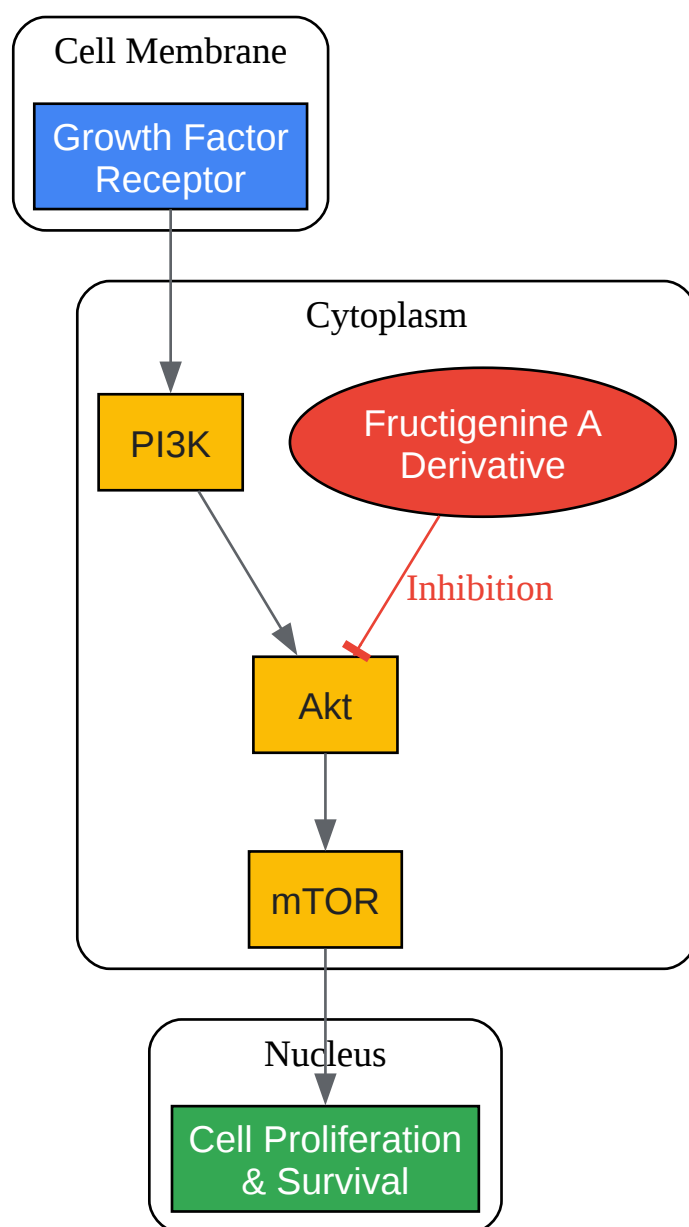 Cell Membrane
Growth Factor
Receptor
Cytoplasm
PI3K
Fructigenine A
Derivative
Inhibition
Akt
mTOR
Nucleus
Cell Proliferation
& Survival